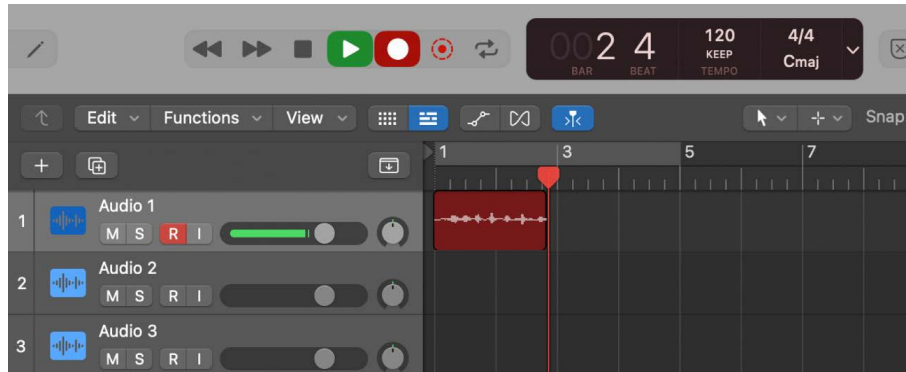 002 4 120 4/4
KEEP Cmaj
BAR BEAT TEMPO
Edit Functions View Snap
1 3 5 7
1 Audio 1
M S R I
2 Audio 2
M S R I
3 Audio 3
M S R I